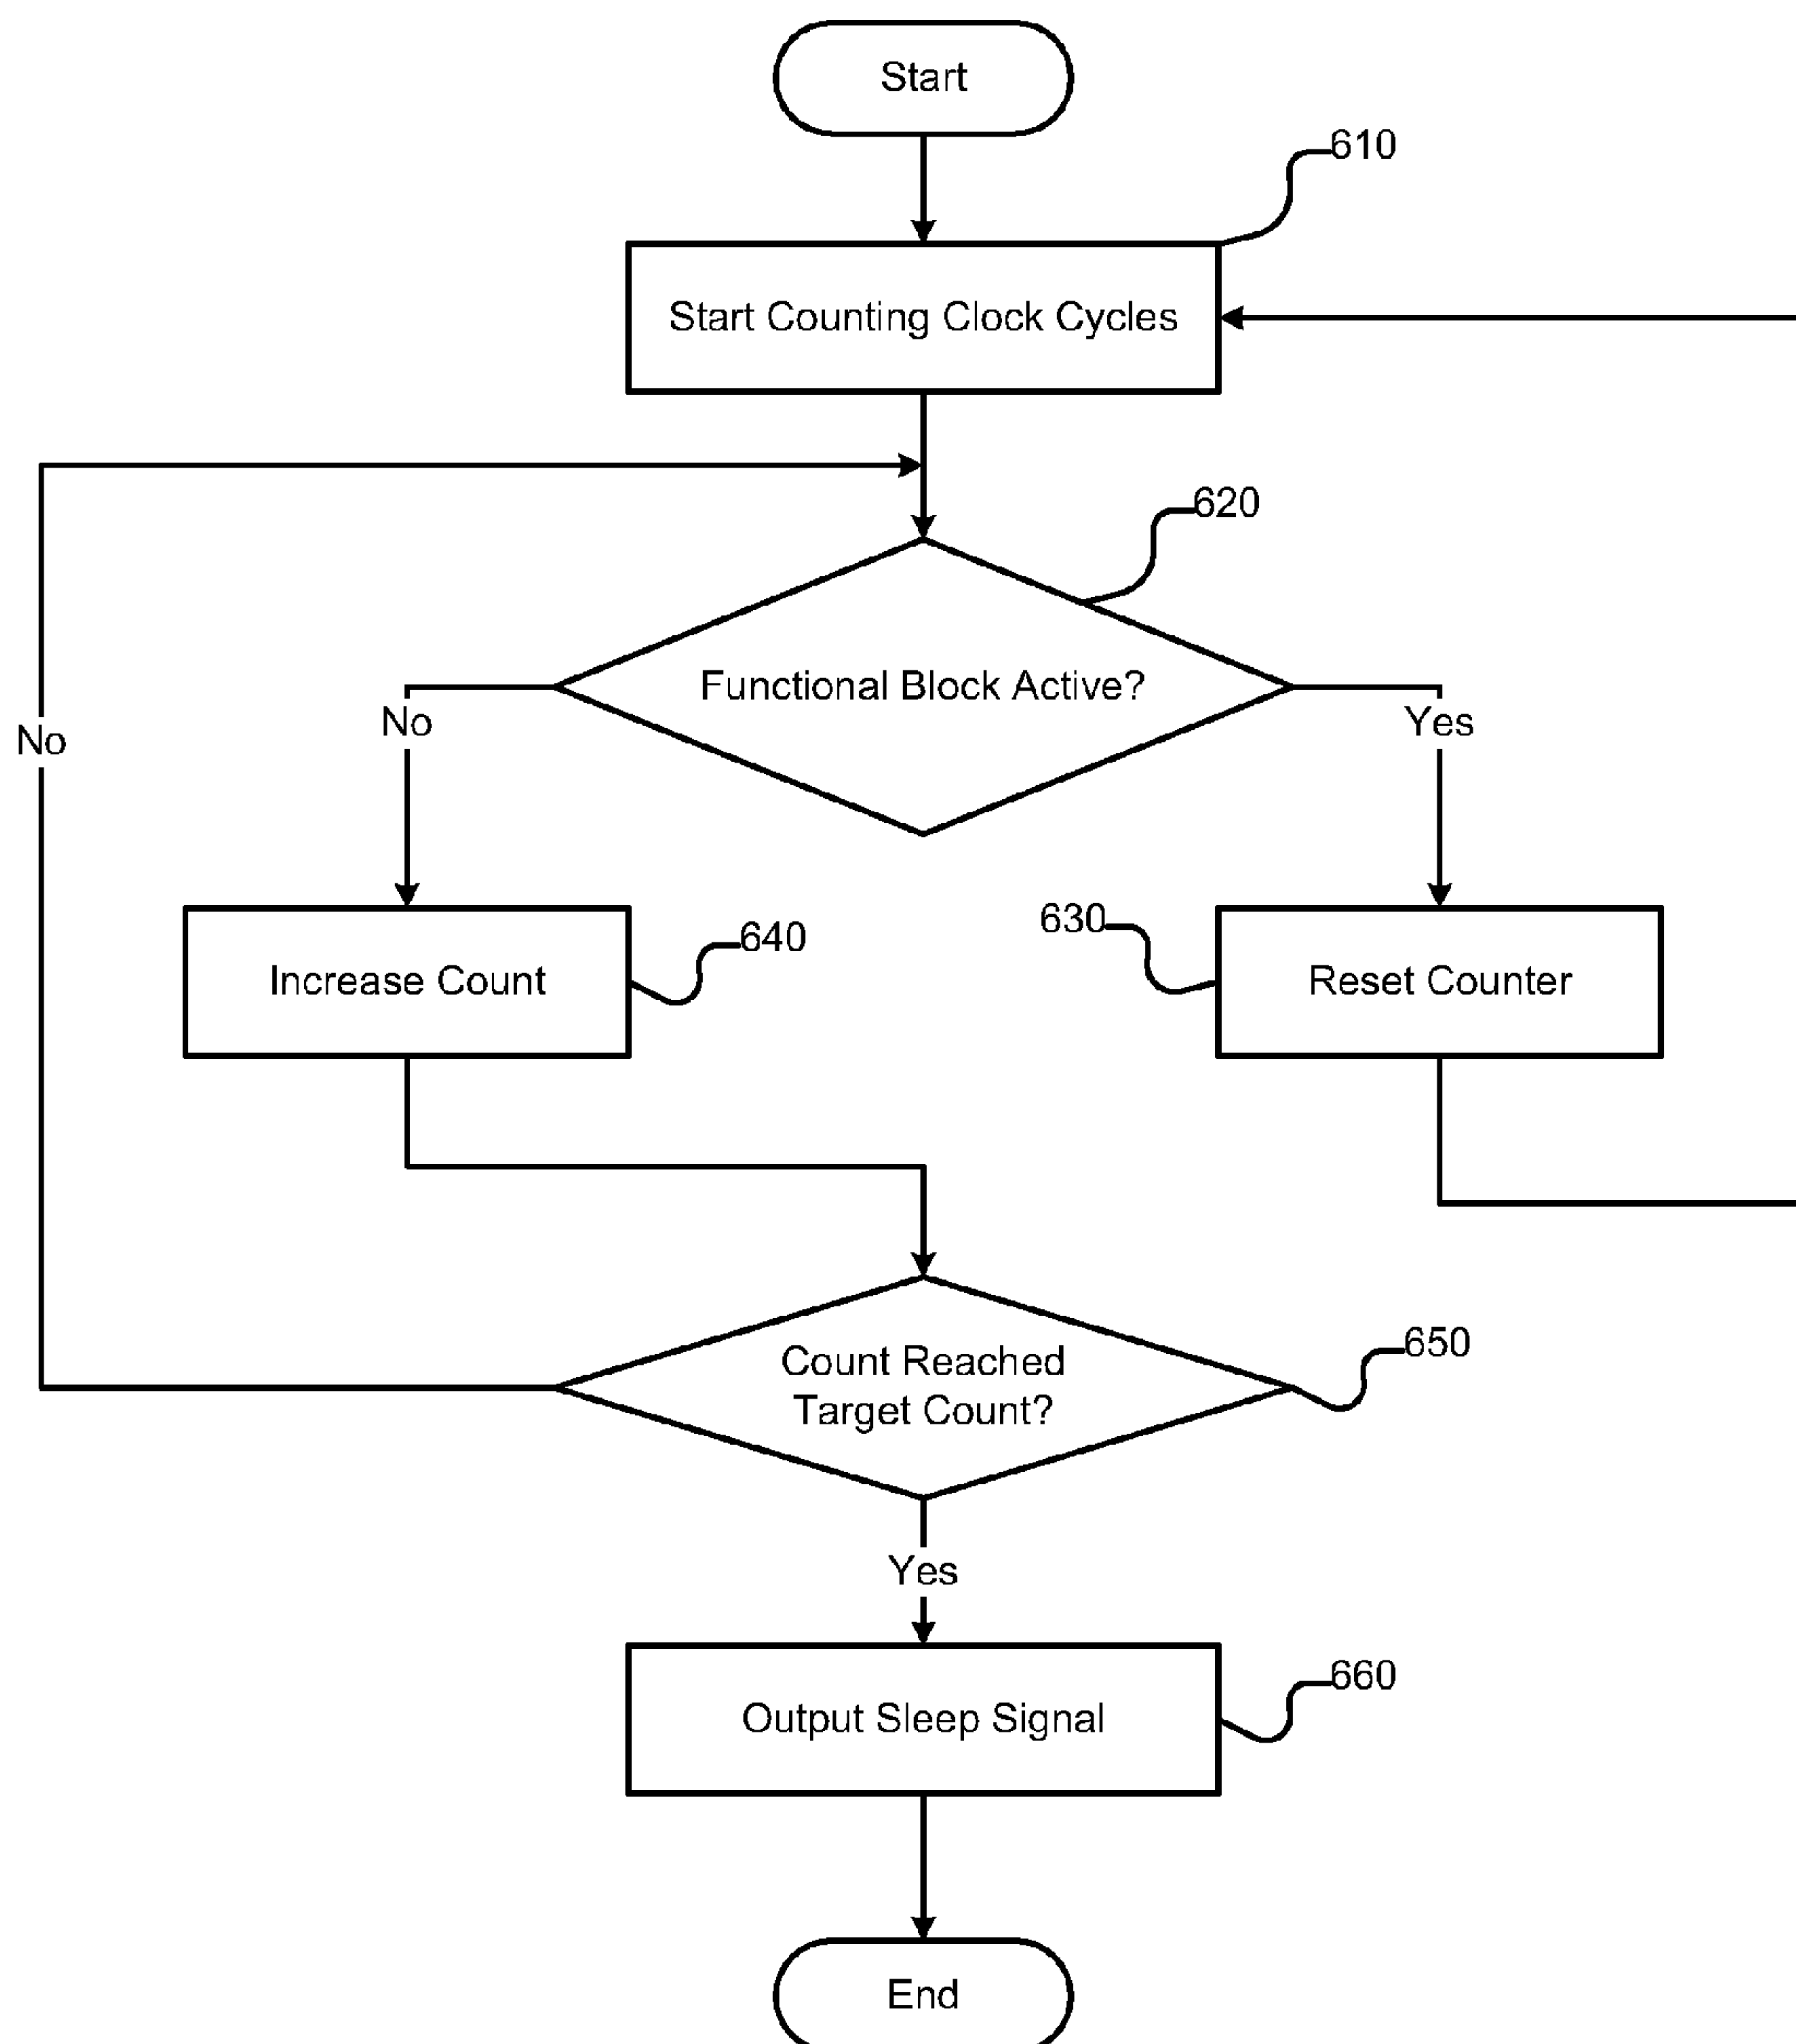 Start
610
Start Counting Clock Cycles
620
Functional Block Active?
No
Yes
No
640
630
Increase Count
Reset Counter
650
Count Reached
Target Count?
Yes
660
Output Sleep Signal
End